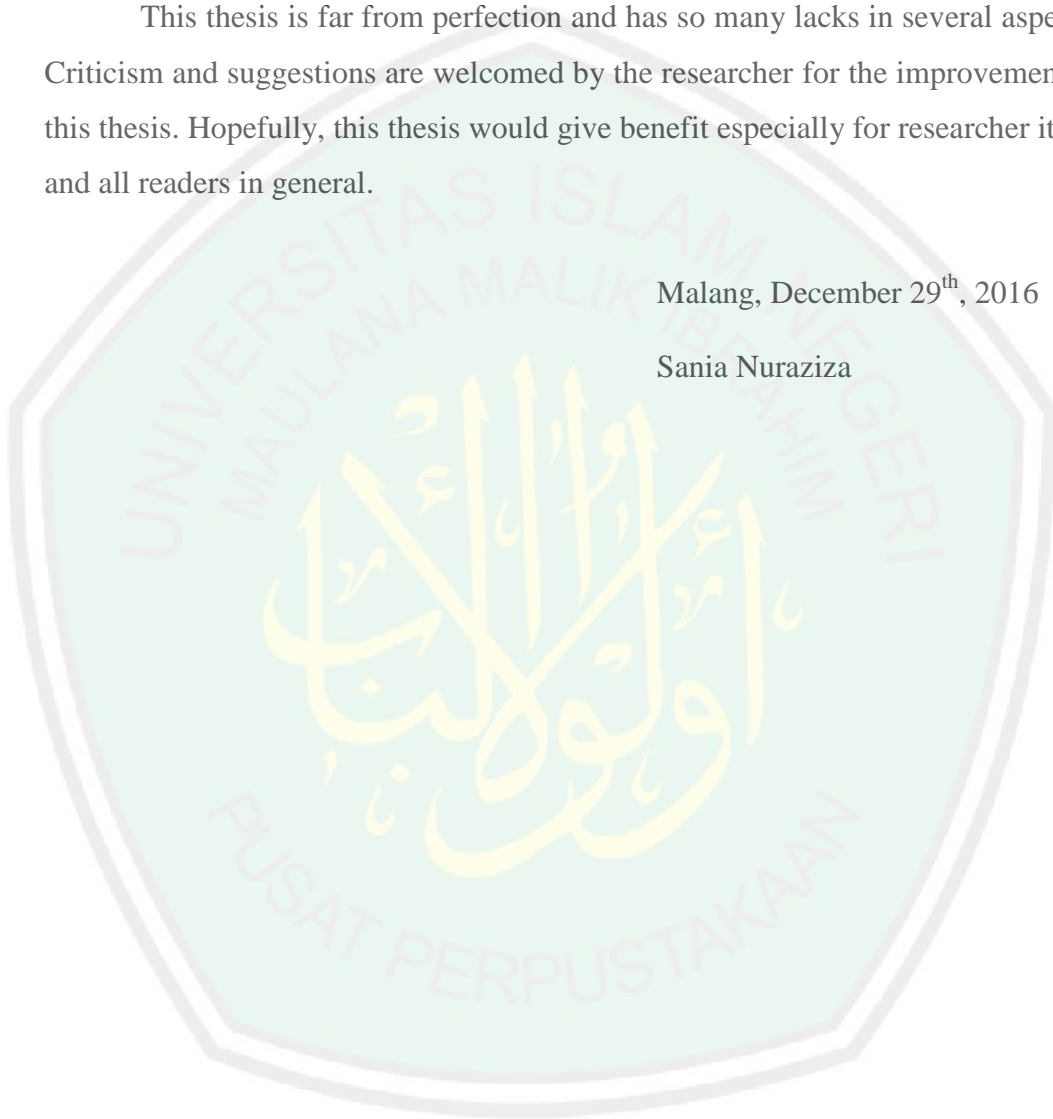 This thesis is far from perfection and has so many lacks in several aspe
Criticism and suggestions are welcomed by the researcher for the improvemen
this thesis. Hopefully, this thesis would give benefit especially for researcher it
and all readers in general.
Malang, December 29th, 2016
Sania Nuraziza
UNIVERSITAS ISLAM NEGERI
MAULANA MALIK IBRAHIM
أولوا الألباب
PUSAT PERPUSTAKAAN